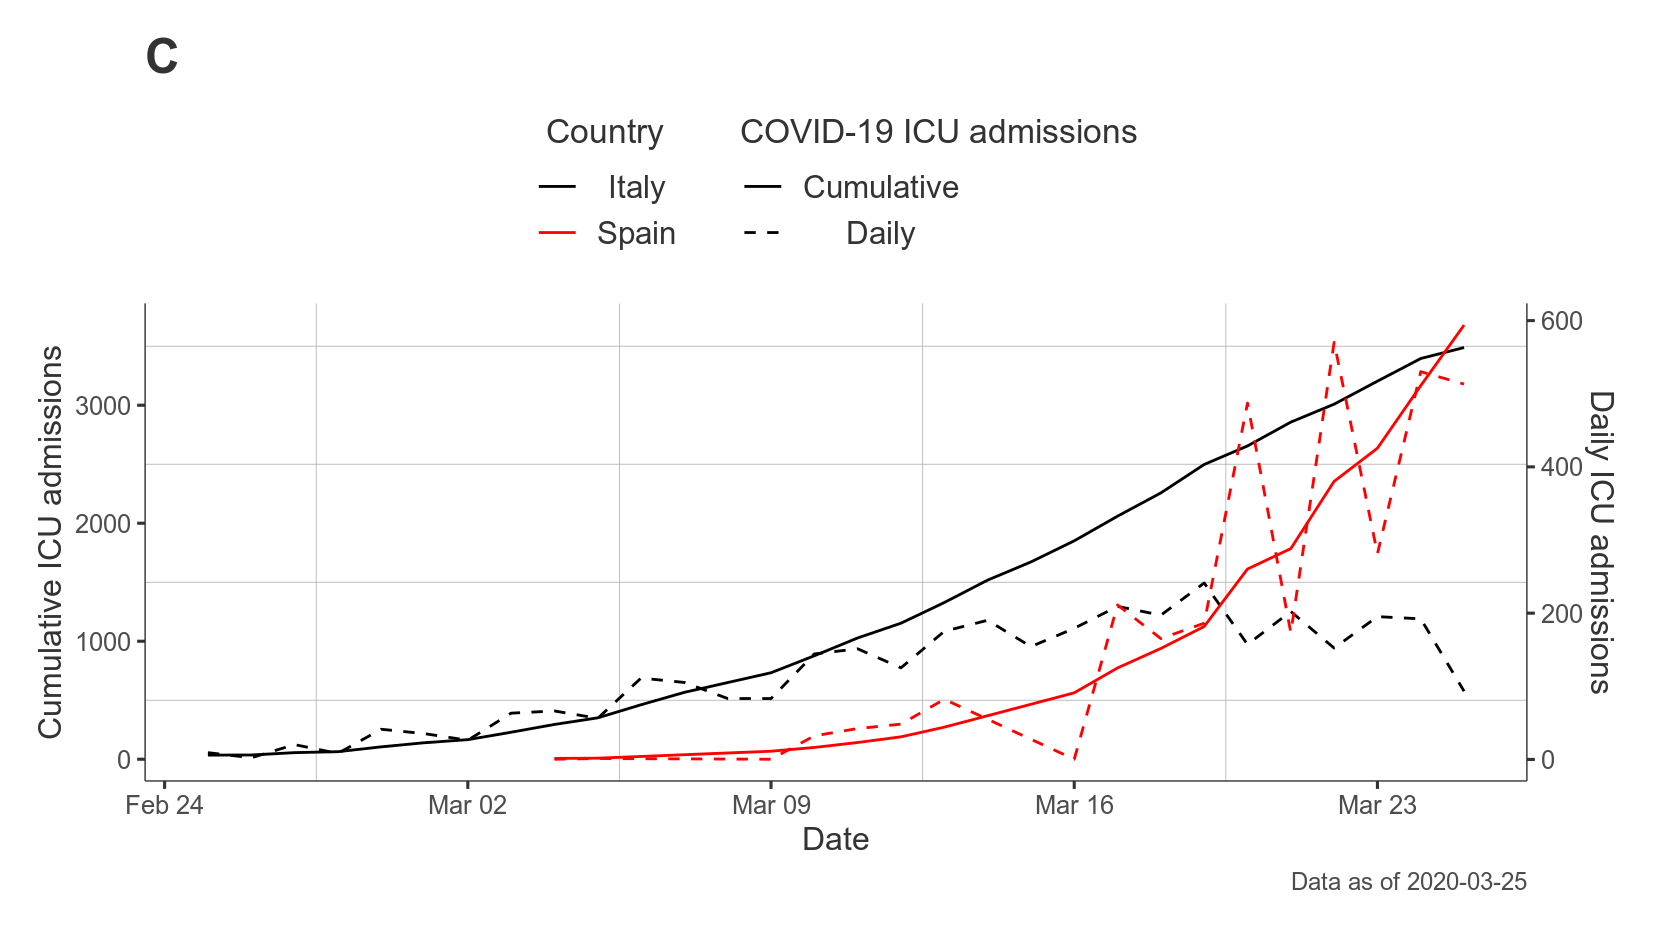 C
Country COVID-19 ICU admissions
Italy Cumulative
Spain Daily
Cumulative ICU admissions
3000
2000
1000
0
600
400
200
0
Daily ICU admissions
Feb 24 Mar 02 Mar 09 Mar 16 Mar 23
Date
Data as of 2020-03-25